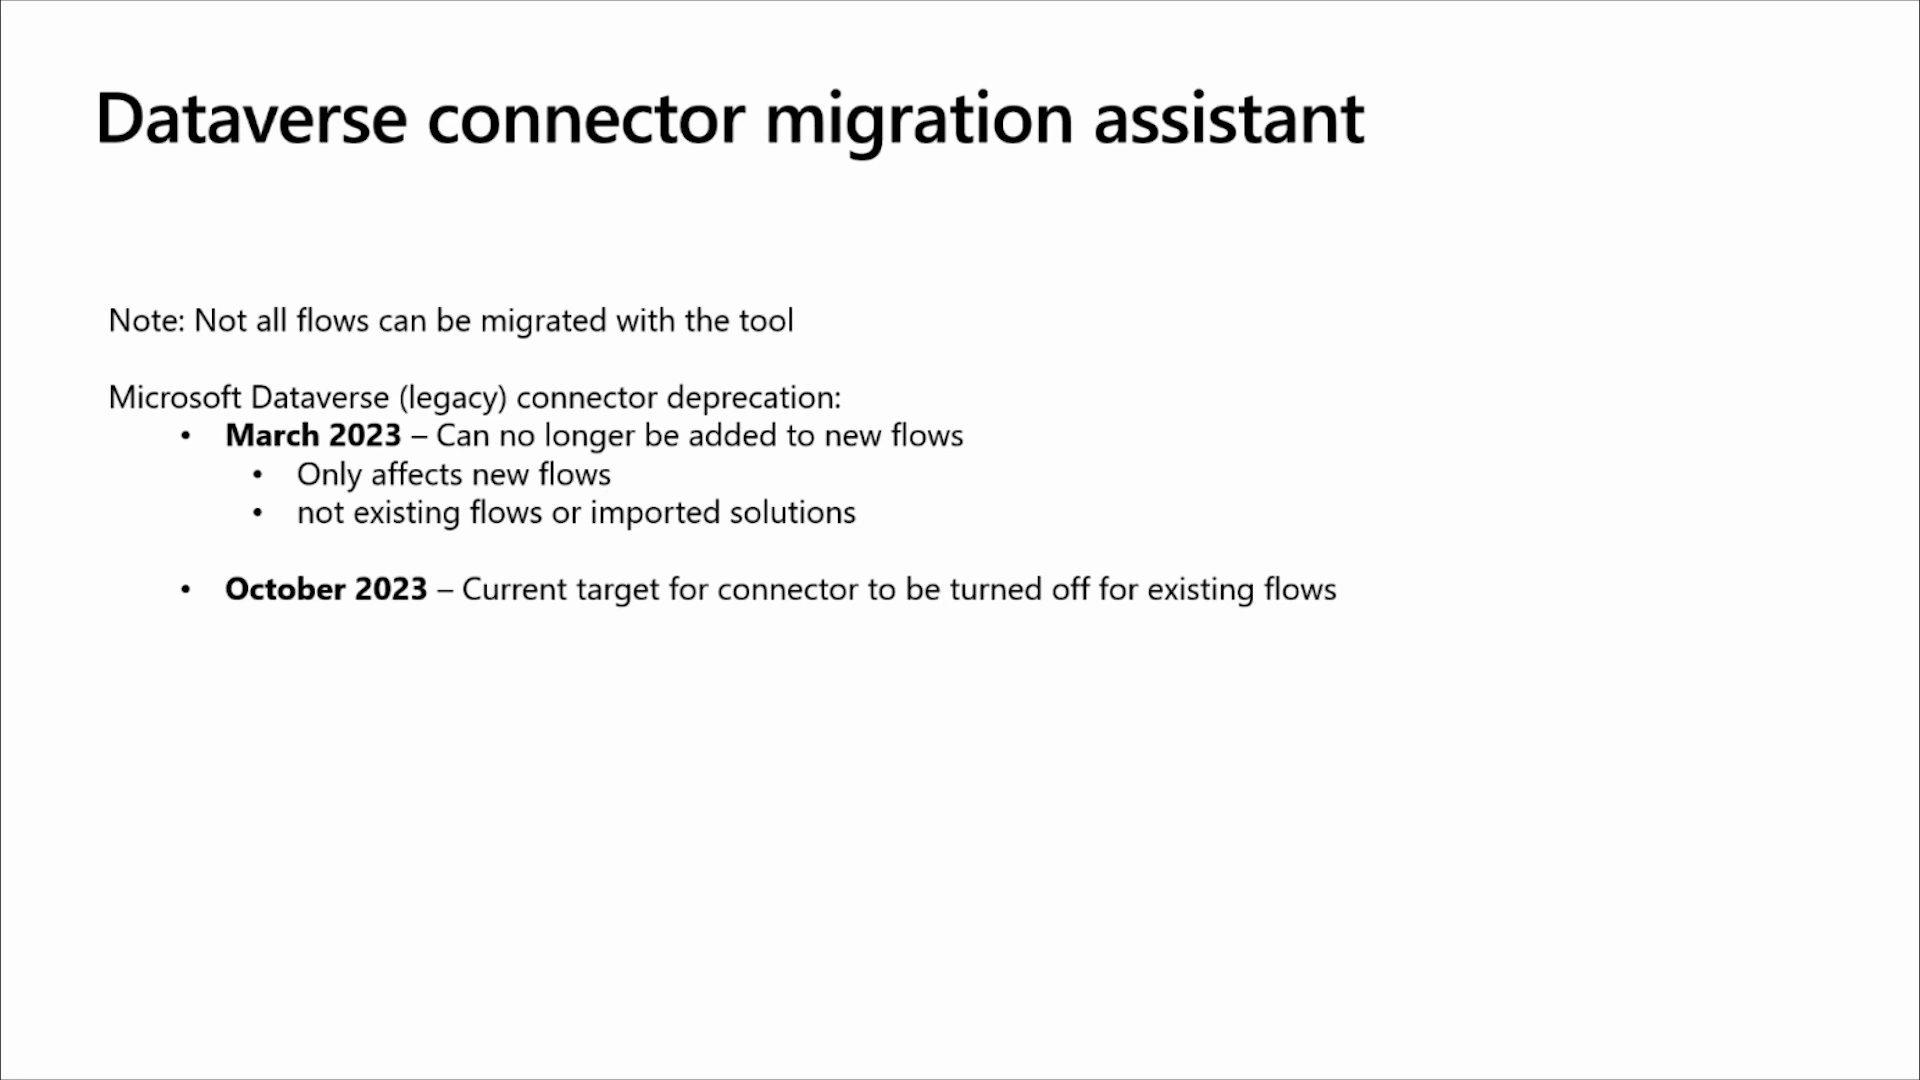 Dataverse connector migration assistant
Note: Not all flows can be migrated with the tool
Microsoft Dataverse (legacy) connector deprecation:
• March 2023 – Can no longer be added to new flows
• Only affects new flows
• not existing flows or imported solutions
• October 2023 – Current target for connector to be turned off for existing flows